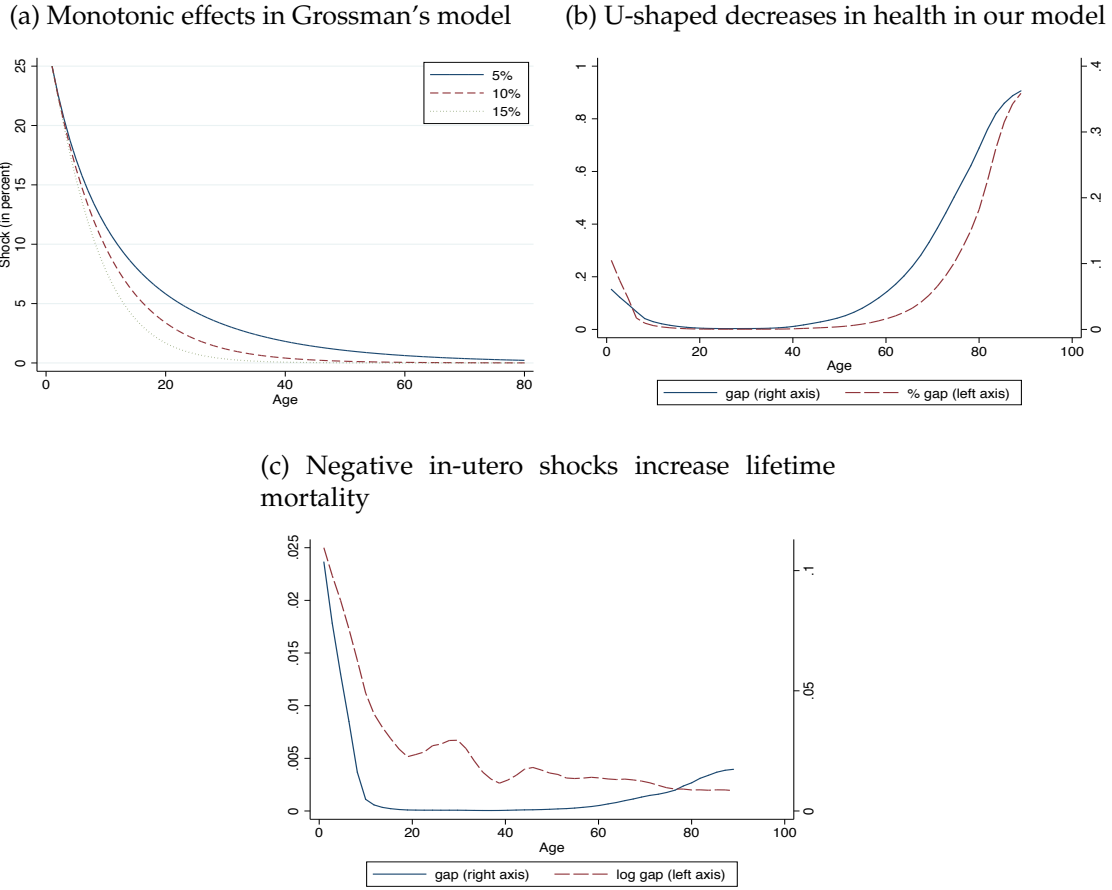 (a) Monotonic effects in Grossman's model
25
20
15
10
5
0
Shock (in percent)
5%
10%
15%
0 20 40 60 80
Age
(b) U-shaped decreases in health in our model
1
.8
.6
.4
.2
0
.4
.3
.2
.1
0
0 20 40 60 80 100
Age
gap (right axis) % gap (left axis)
(c) Negative in-utero shocks increase lifetime
mortality
.025
.02
.015
.01
.005
0
.1
.05
0
0 20 40 60 80 100
Age
gap (right axis) log gap (left axis)